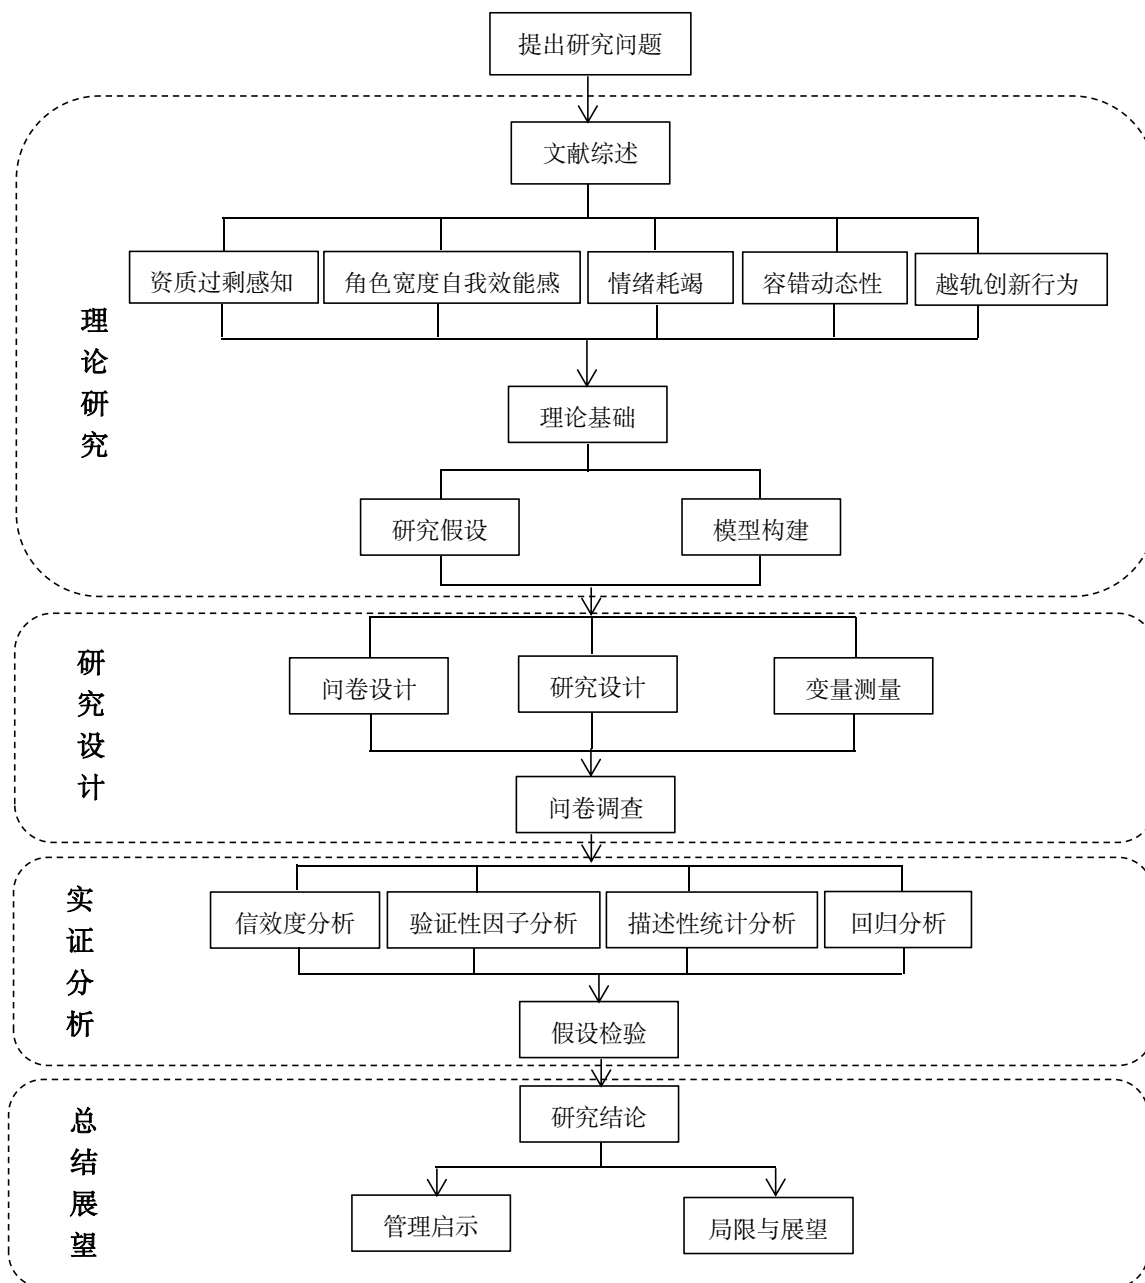 提出研究问题
文献综述
资质过剩感知
角色宽度自我效能感
情绪耗竭
容错动态性
越轨创新行为
理论研究
理论基础
研究假设
模型构建
研究设计
问卷设计
研究设计
变量测量
问卷调查
实证分析
信效度分析
验证性因子分析
描述性统计分析
回归分析
假设检验
总结展望
研究结论
管理启示
局限与展望